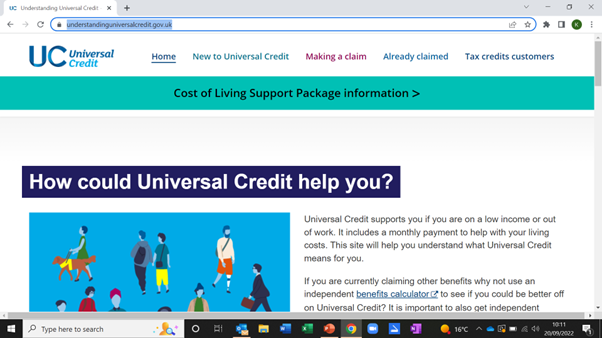 UC Understanding Universal Credit
understandinguniversalcredit.gov.uk
K
UC Universal
Credit
Home New to Universal Credit Making a claim Already claimed Tax credits customers
Cost of Living Support Package information >
How could Universal Credit help you?
Universal Credit supports you if you are on a low income or out
of work. It includes a monthly payment to help with your living
costs. This site will help you understand what Universal Credit
means for you.
If you are currently claiming other benefits why not use an
independent benefits calculator to see if you could be better off
on Universal Credit? It is important to also get independent
Type here to search
16°C
10:11
20/09/2022